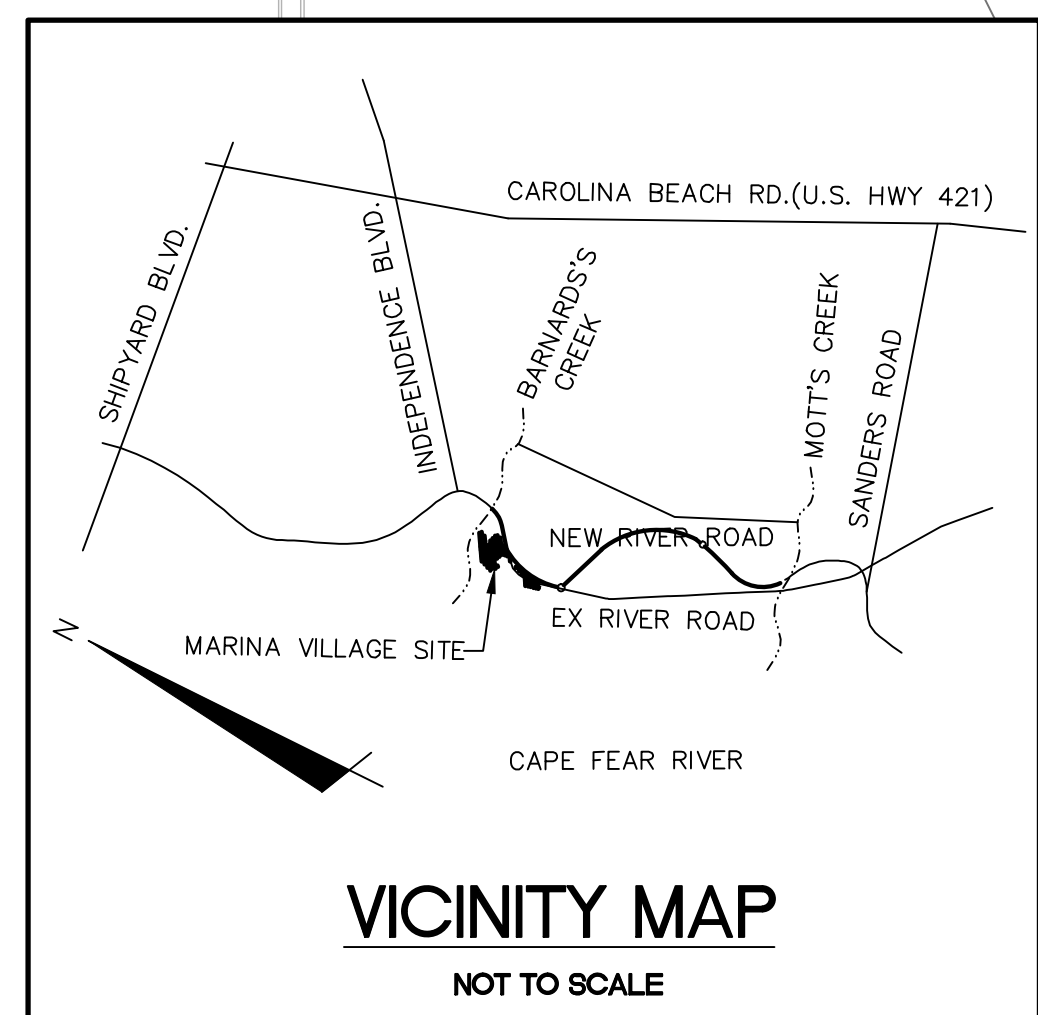 CAROLINA BEACH RD.(U.S. HWY 421)
SHIPYARD BLVD.
INDEPENDENCE BLVD.
BARNARDS'S
CREEK
MOTT'S CREEK
SANDERS ROAD
NEW RIVER ROAD
EX RIVER ROAD
MARINA VILLAGE SITE
N
CAPE FEAR RIVER
VICINITY MAP
NOT TO SCALE